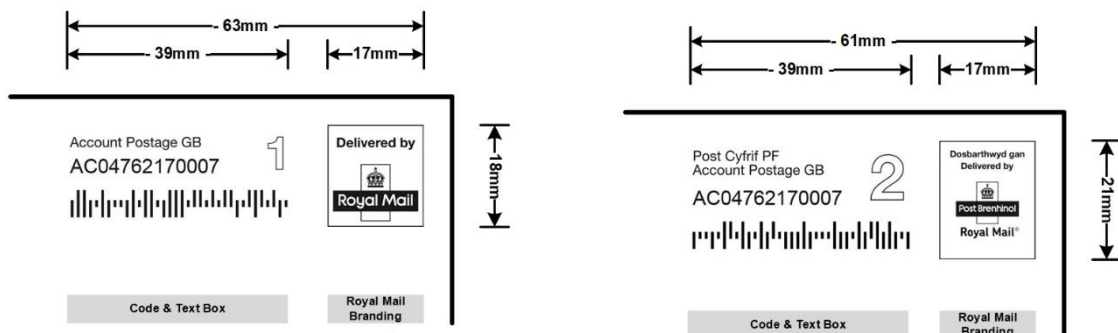 63mm
39mm
17mm
Account Postage GB
1
AC04762170007
Delivered by
Royal Mail
18mm
Code & Text Box
Royal Mail
Branding
61mm
39mm
17mm
Post Cyfrif PF
Account Postage GB
2
AC04762170007
Dosbarthwyd gan
Delivered by
Post Brenhinol
Royal Mail®
21mm
Code & Text Box
Royal Mail
Branding